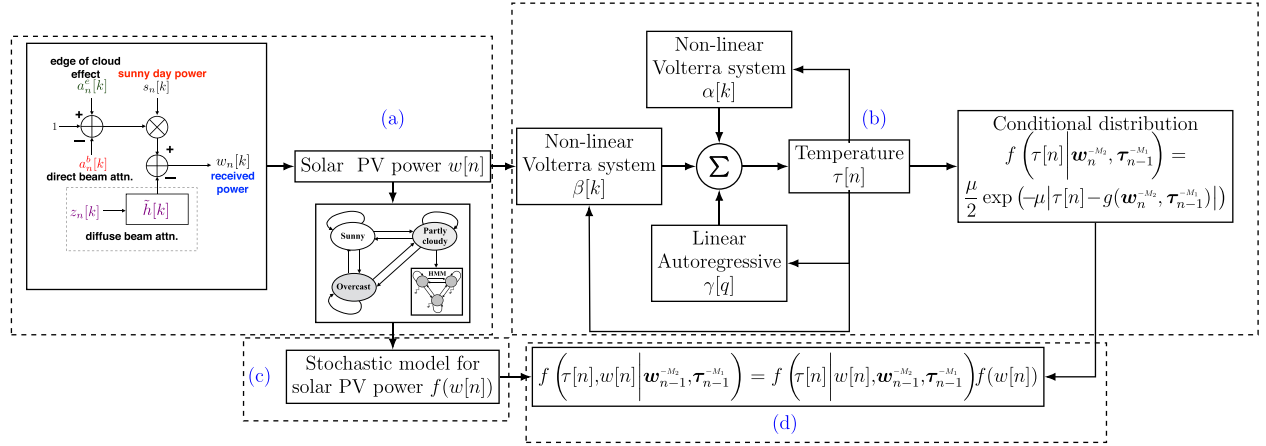 edge of cloud
effect
a_n^e[k]
sunny day power
s_n[k]
+
1
−
a_n^b[k]
direct beam attn.
+
−
w_n[k]
received
power
z_n[k]
h̃[k]
diffuse beam attn.
(a)
Solar PV power w[n]
Sunny
Partly
cloudy
Overcast
HMM
Non-linear
Volterra system
α[k]
Non-linear
Volterra system
β[k]
Σ
Linear
Autoregressive
γ[q]
(b)
Temperature
τ[n]
Conditional distribution
f(τ[n]|w_n^{-M_2}, τ_{n-1}^{-M_1}) =
μ/2 exp(-μ|τ[n]-g(w_n^{-M_2}, τ_{n-1}^{-M_1})|)
(c)
Stochastic model for
solar PV power f(w[n])
f(τ[n],w[n]|w_{n-1}^{-M_2}, τ_{n-1}^{-M_1}) = f(τ[n]|w[n],w_{n-1}^{-M_2}, τ_{n-1}^{-M_1})f(w[n])
(d)